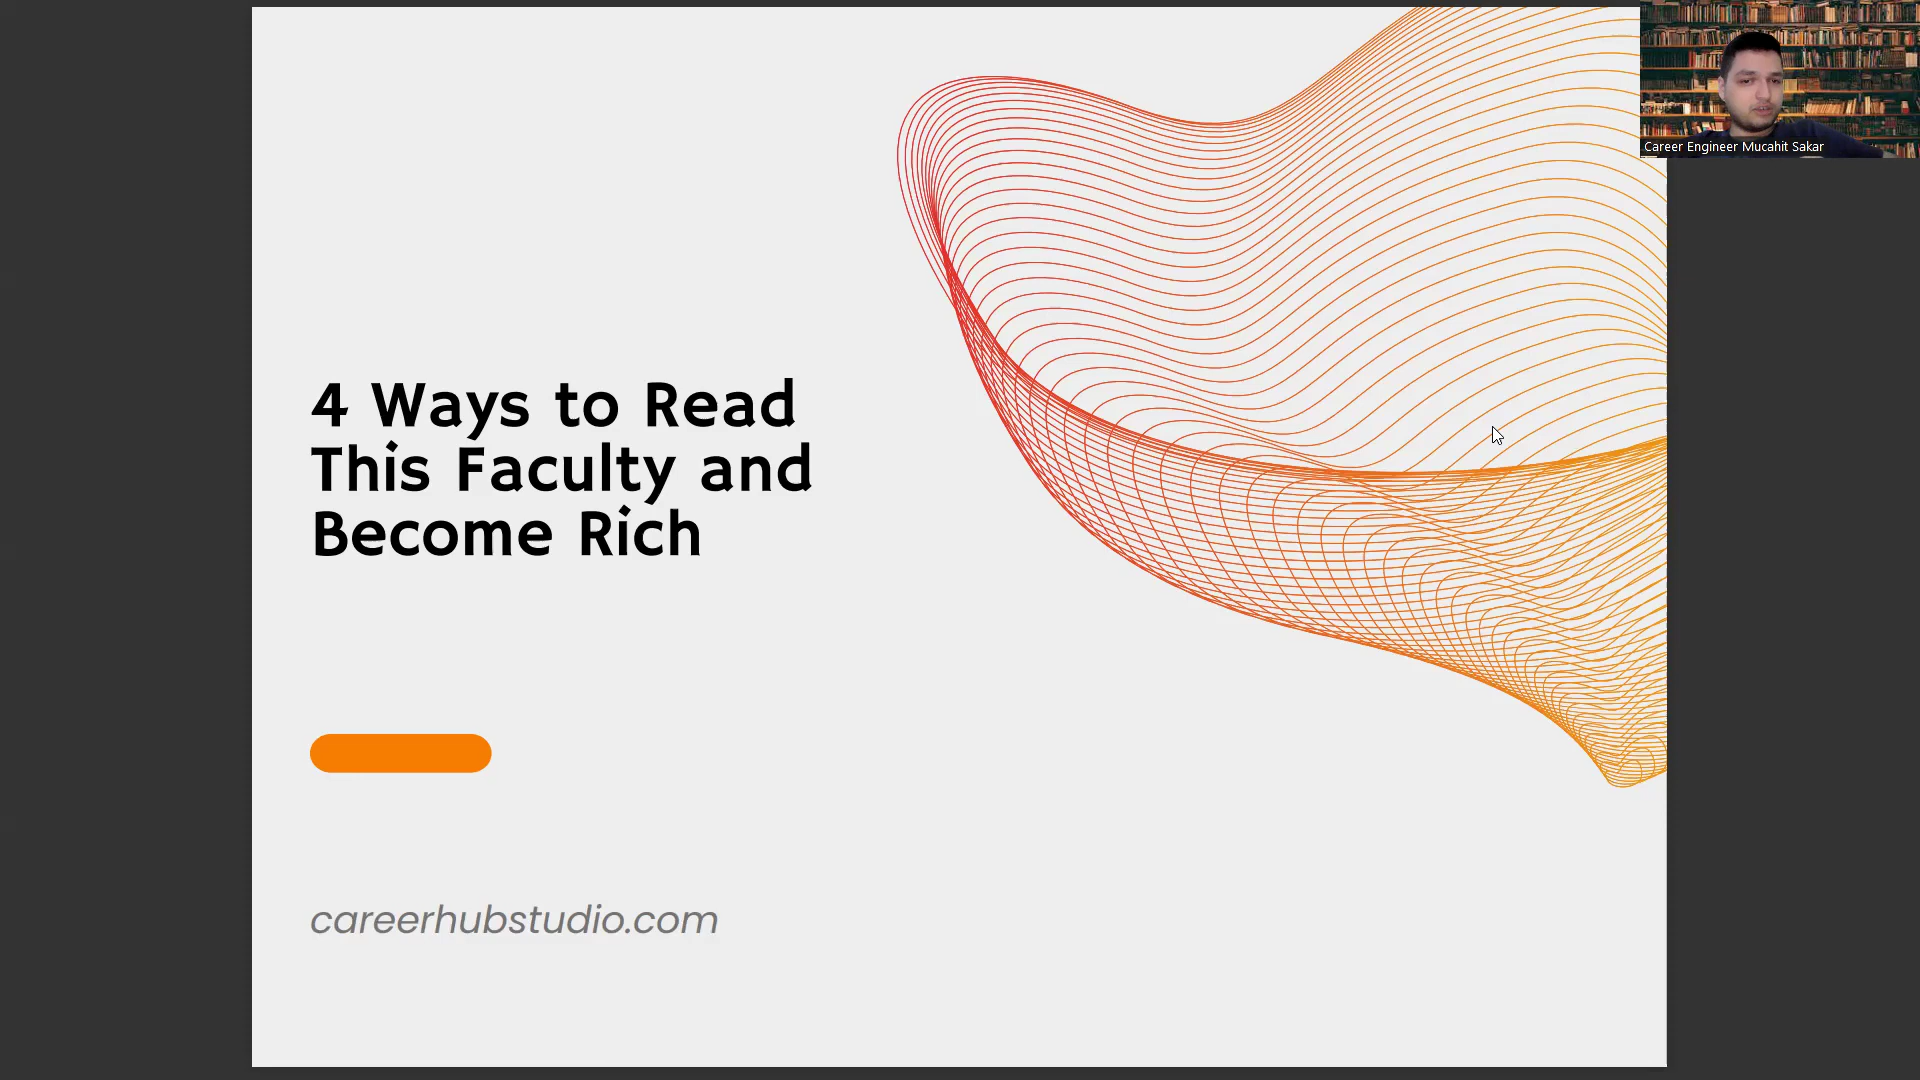 Career Engineer Mucahit Sakar
4 Ways to Read
This Faculty and
Become Rich
careerhubstudio.com